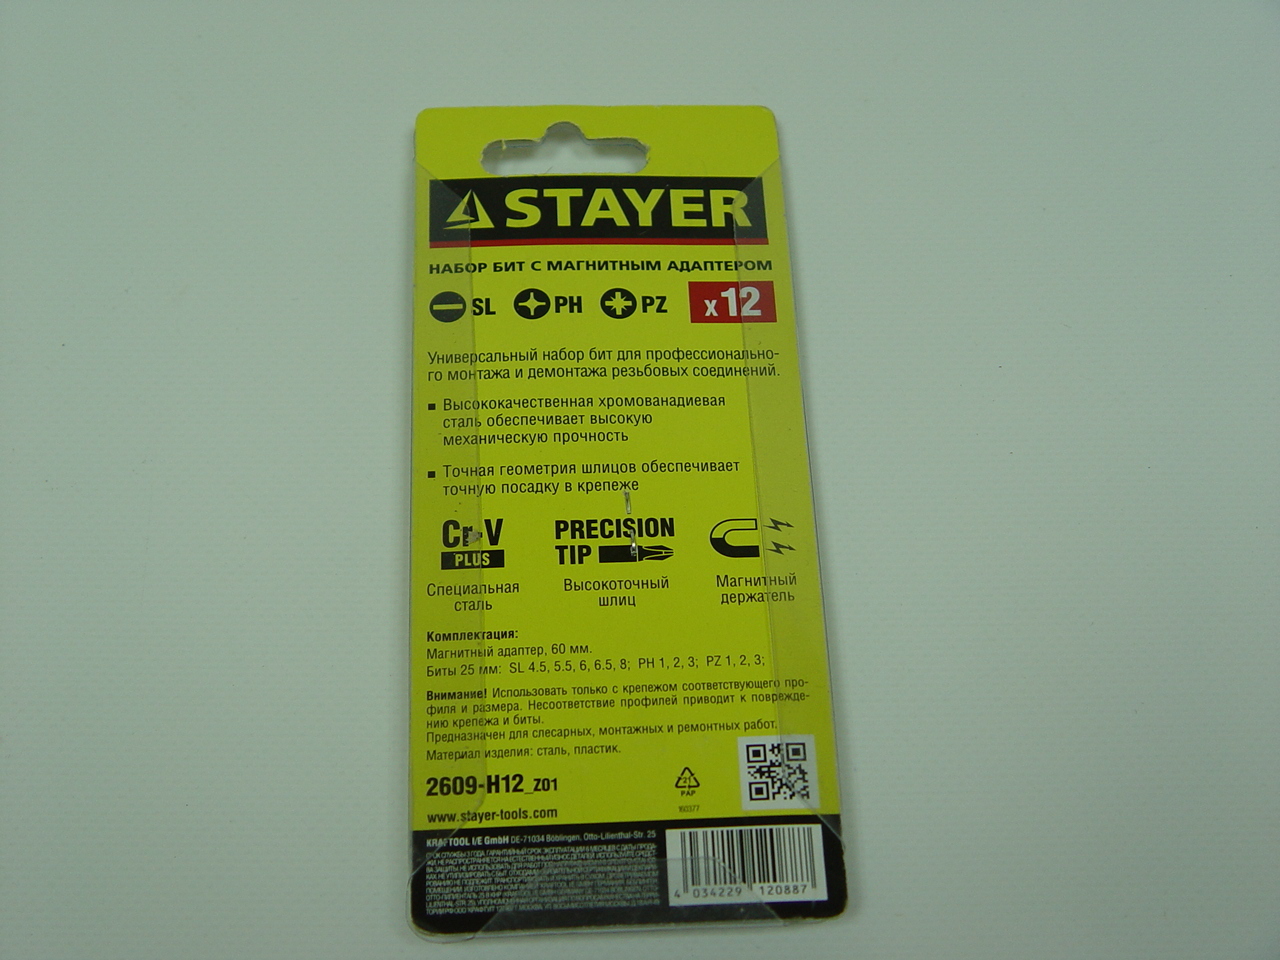 STAYER
НАБОР БИТ С МАГНИТНЫМ АДАПТЕРОМ
SL PH PZ x12
Универсальный набор бит для профессионально-
го монтажа и демонтажа резьбовых соединений.
▪ Высококачественная хромованадиевая
сталь обеспечивает высокую
механическую прочность
▪ Точная геометрия шлицов обеспечивает
точную посадку в крепеже
Cr-V
PLUS
Специальная
сталь
PRECISION
TIP
Высокоточный
шлиц
Магнитный
держатель
Комплектация:
Магнитный адаптер, 60 мм.
Биты 25 мм: SL 4.5, 5.5, 6, 6.5, 8; PH 1, 2, 3; PZ 1, 2, 3;
Внимание! Использовать только с крепежом соответствующего про-
филя и размера. Несоответствие профилей приводит к поврежде-
нию крепежа и биты.
Предназначен для слесарных, монтажных и ремонтных работ.
Материал изделия: сталь, пластик.
2609-H12_Z01
21
PAP
www.stayer-tools.com
160377
KRAFTOOL I/E GmbH DE-71034 Böblingen, Otto-Lilienthal-Str. 25
4 034229 120887